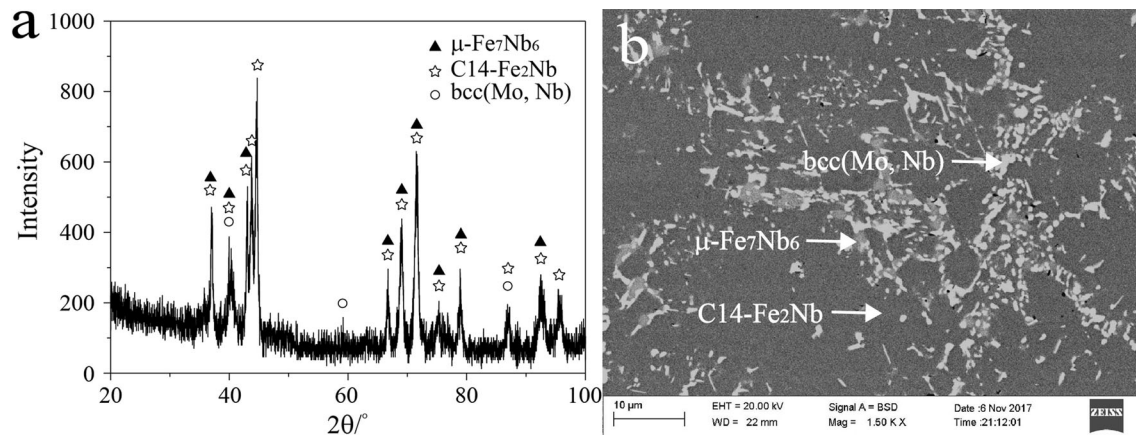 a
1000
800
600
400
200
0
Intensity
▲ μ-Fe7Nb6
☆ C14-Fe2Nb
○ bcc(Mo, Nb)
20 40 60 80 100
2θ/°
b
bcc(Mo, Nb)
μ-Fe7Nb6
C14-Fe2Nb
10 μm
EHT = 20.00 kV Signal A = BSD Date :6 Nov 2017
WD = 22 mm Mag = 1.50 K X Time :21:12:01
ZEISS